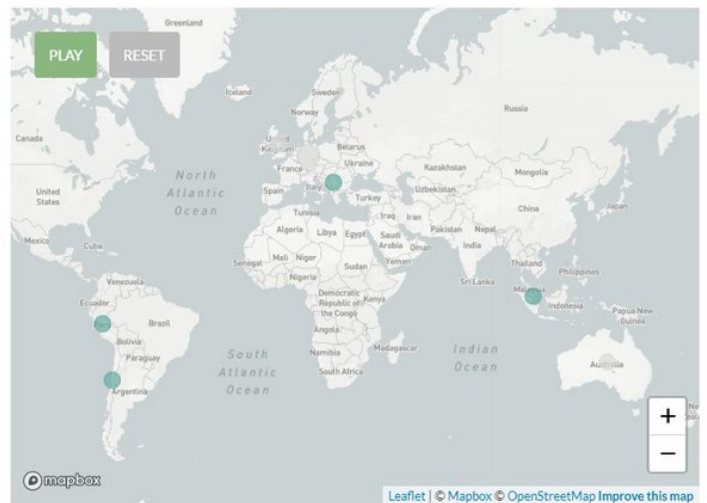 Greenland
PLAY RESET
Iceland
Sweden
Norway
Russia
Canada
Kingdom
Belarus
Ukraine
France
Kazakhstan
Mongolia
North
Atlantic
Ocean
Spain
Italy
Turkey
Uzbekistan
United
States
China
Japan
Tunisia
Iraq
Iran
Pakistan
Nepal
Algeria
Libya
Egypt
Saudi
Arabia
Oman
India
Mexico
Cuba
Senegal
Mali
Niger
Sudan
Yemen
Thailand
Philippines
Nigeria
Venezuela
Sri Lanka
Ecuador
Democratic
Republic of
the Congo
Kenya
Indonesia
Papua New
Guinea
Brazil
Angola
Bolivia
Paraguay
South
Atlantic
Ocean
Namibia
Madagascar
Indian
Ocean
South Africa
Argentina
+
−
mapbox
Leaflet | © Mapbox © OpenStreetMap Improve this map